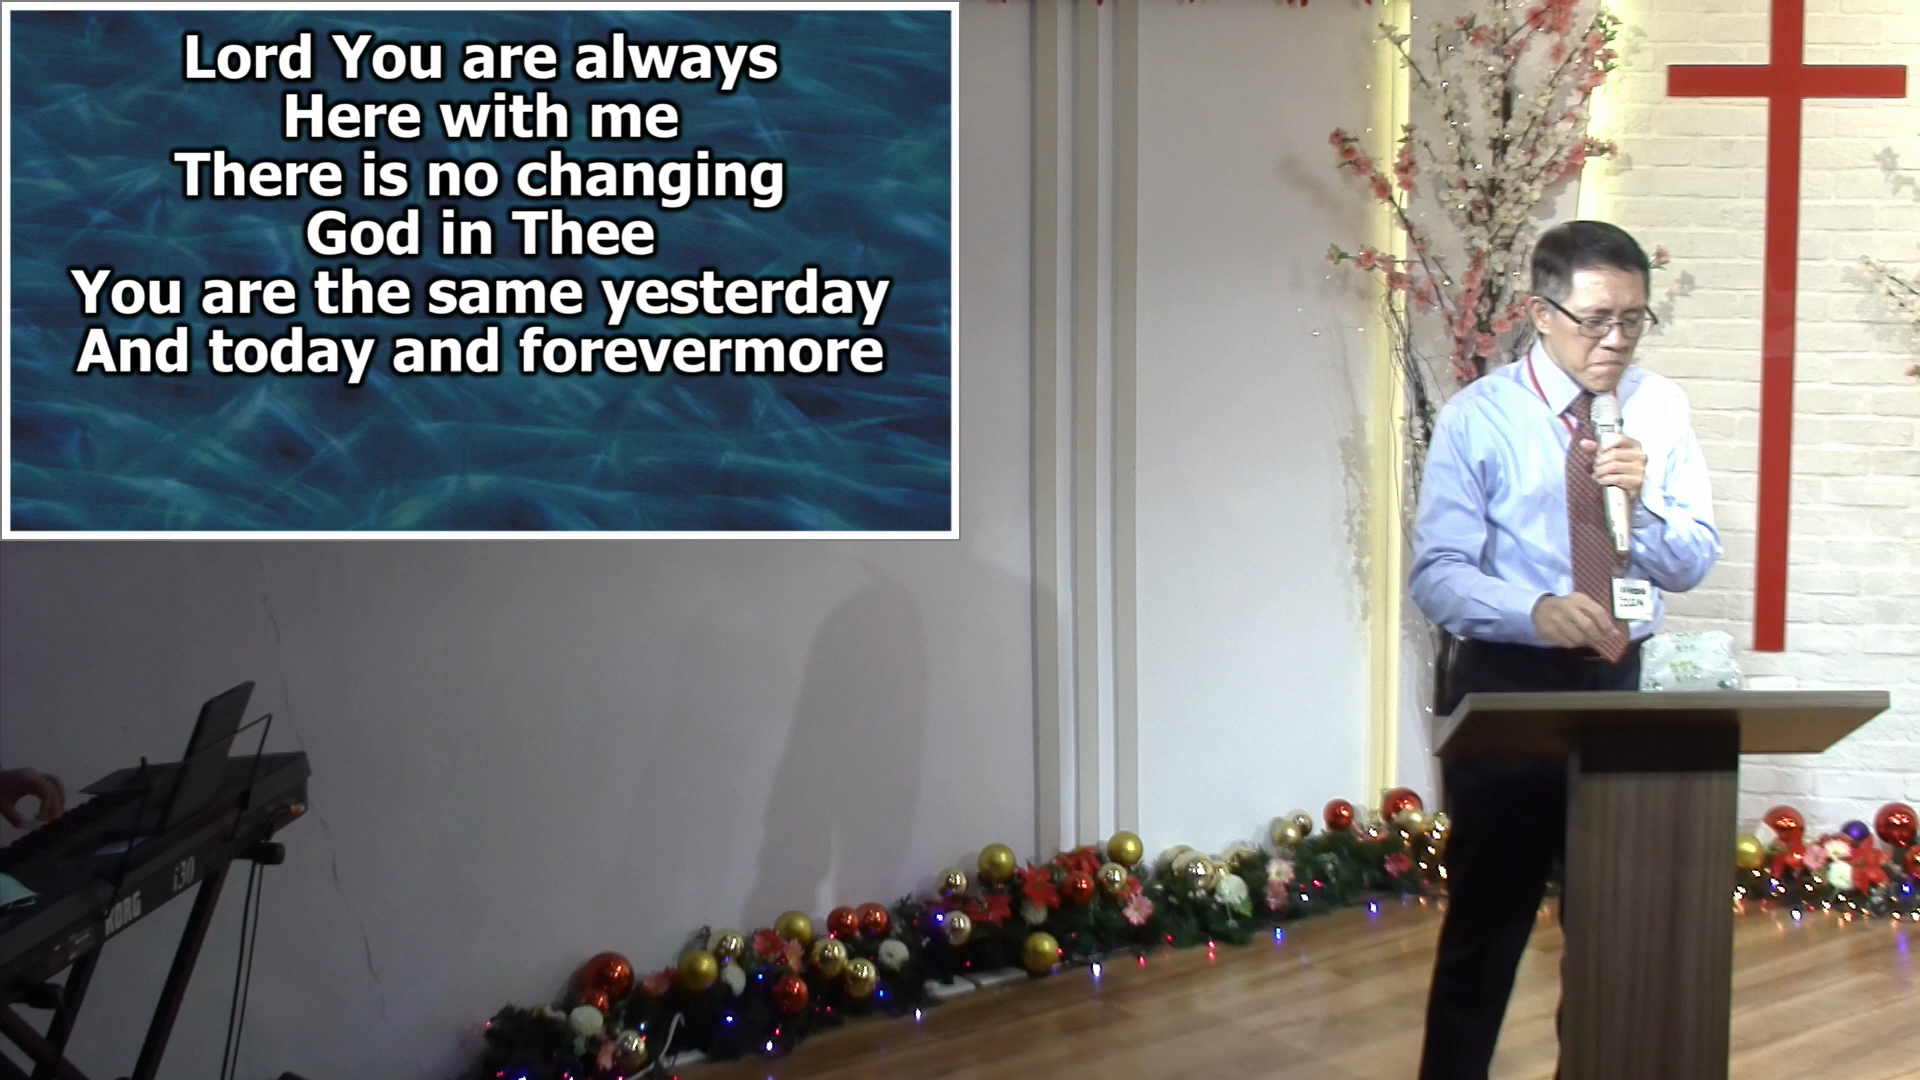 Lord You are always
Here with me
There is no changing
God in Thee
You are the same yesterday
And today and forevermore
KORG
i30